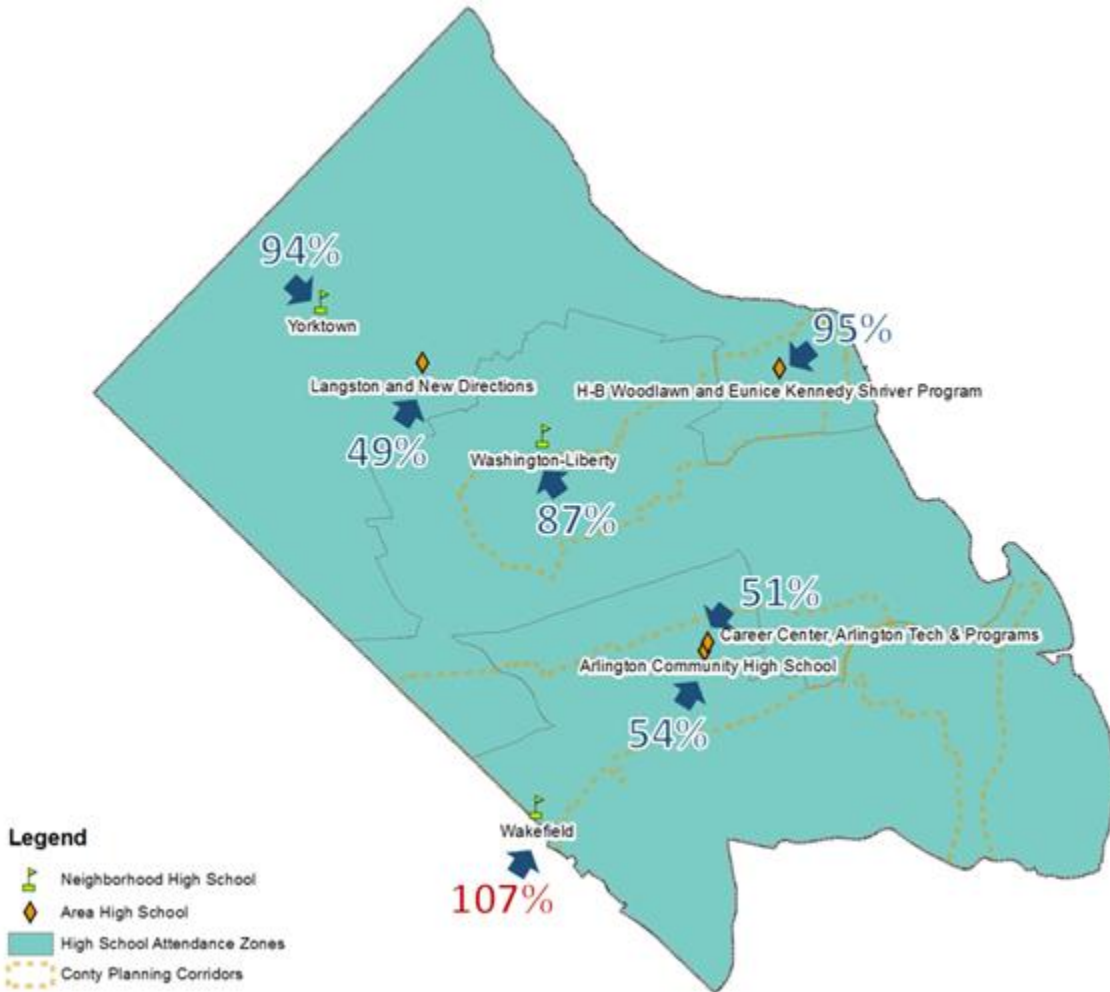 94%
Yorktown
95%
Langston and New Directions
H-B Woodlawn and Eunice Kennedy Shriver Program
49%
Washington-Liberty
87%
51%
Career Center, Arlington Tech & Programs
Arlington Community High School
54%
Wakefield
107%
Legend
Neighborhood High School
Area High School
High School Attendance Zones
Conty Planning Corridors